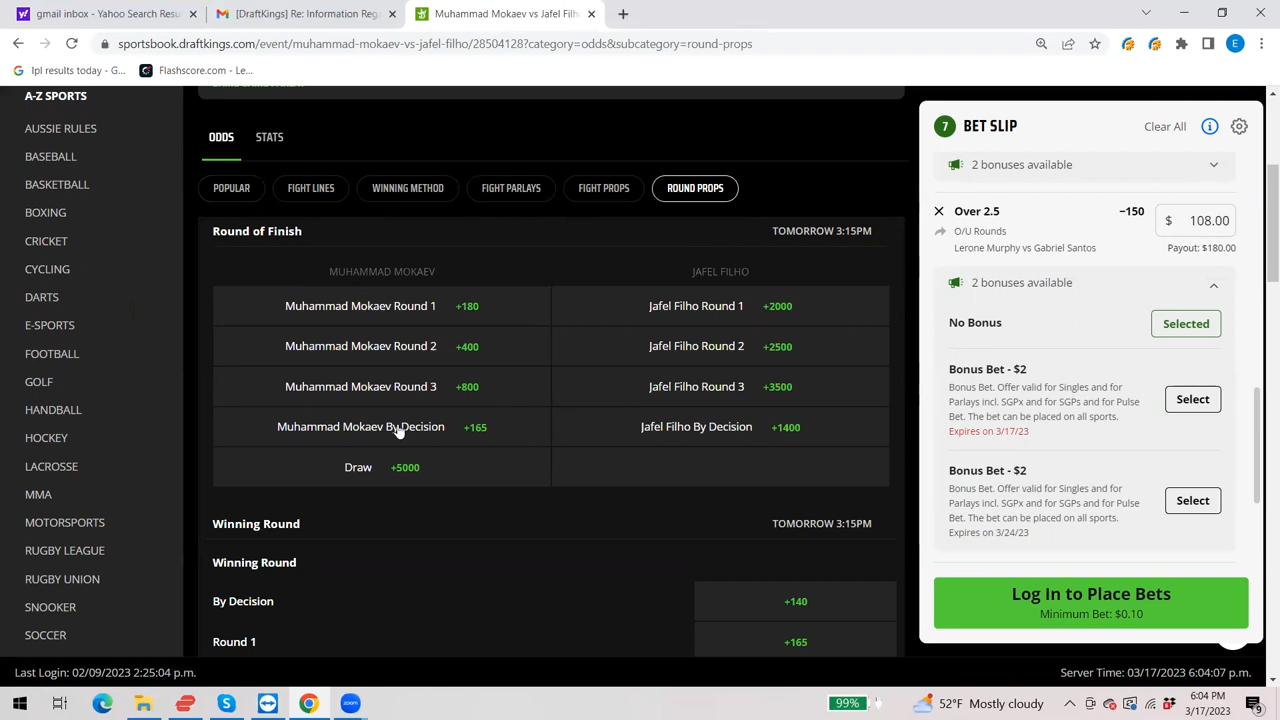 gmail inbox - Yahoo Search Resu
[DraftKings] Re: Information Reg
Muhammad Mokaev vs Jafel Filh
sportsbook.draftkings.com/event/muhammad-mokaev-vs-jafel-filho/28504128?category=odds&subcategory=round-props
E
Ipl results today - G...
Flashscore.com - Le...
A-Z SPORTS
AUSSIE RULES
BASEBALL
BASKETBALL
BOXING
CRICKET
CYCLING
DARTS
E-SPORTS
FOOTBALL
GOLF
HANDBALL
HOCKEY
LACROSSE
MMA
MOTORSPORTS
RUGBY LEAGUE
RUGBY UNION
SNOOKER
SOCCER
ODDS STATS
POPULAR FIGHT LINES WINNING METHOD FIGHT PARLAYS FIGHT PROPS ROUND PROPS
Round of Finish TOMORROW 3:15PM
MUHAMMAD MOKAEV JAFEL FILHO
Muhammad Mokaev Round 1 +180 Jafel Filho Round 1 +2000
Muhammad Mokaev Round 2 +400 Jafel Filho Round 2 +2500
Muhammad Mokaev Round 3 +800 Jafel Filho Round 3 +3500
Muhammad Mokaev By Decision +165 Jafel Filho By Decision +1400
Draw +5000
Winning Round TOMORROW 3:15PM
Winning Round
By Decision +140
Round 1 +165
7 BET SLIP Clear All
2 bonuses available
Over 2.5 −150 $ 108.00
O/U Rounds
Lerone Murphy vs Gabriel Santos Payout: $180.00
2 bonuses available
No Bonus Selected
Bonus Bet - $2
Bonus Bet. Offer valid for Singles and for
Parlays incl. SGPx and for SGPs and for Pulse
Bet. The bet can be placed on all sports.
Expires on 3/17/23
Select
Bonus Bet - $2
Bonus Bet. Offer valid for Singles and for
Parlays incl. SGPx and for SGPs and for Pulse
Bet. The bet can be placed on all sports.
Expires on 3/24/23
Select
Log In to Place Bets
Minimum Bet: $0.10
Last Login: 02/09/2023 2:25:04 p.m. Server Time: 03/17/2023 6:04:07 p.m.
99%
52°F Mostly cloudy
6:04 PM
3/17/2023
9